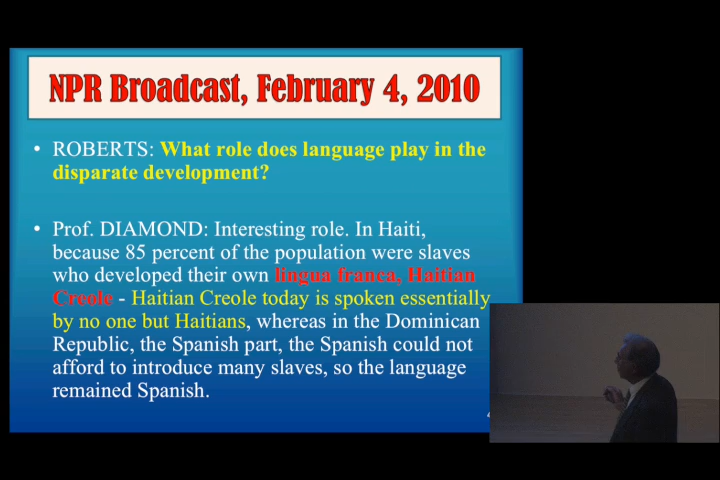 NPR Broadcast, February 4, 2010
• ROBERTS: What role does language play in the
disparate development?
• Prof. DIAMOND: Interesting role. In Haiti,
because 85 percent of the population were slaves
who developed their own lingua franca, Haitian
Creole - Haitian Creole today is spoken essentially
by no one but Haitians, whereas in the Dominican
Republic, the Spanish part, the Spanish could not
afford to introduce many slaves, so the language
remained Spanish.